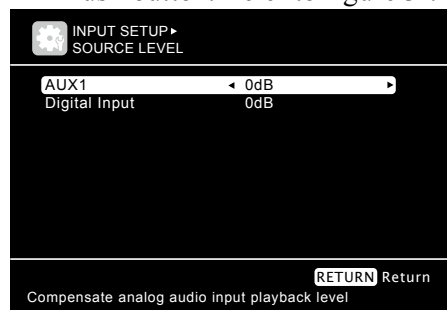 INPUT SETUP▸
SOURCE LEVEL
AUX1 ◂ 0dB ▸
Digital Input 0dB
RETURN Return
Compensate analog audio input playback level